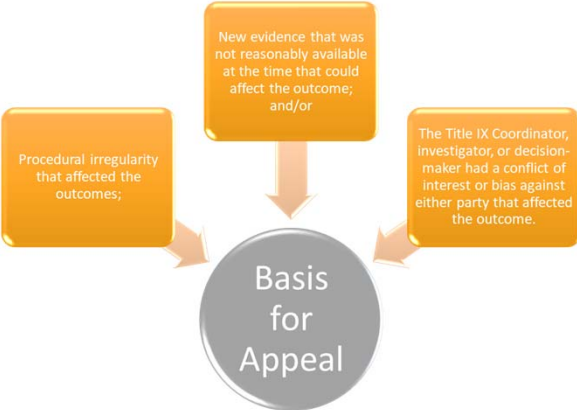 New evidence that was
not reasonably available
at the time that could
affect the outcome;
and/or
Procedural irregularity
that affected the
outcomes;
The Title IX Coordinator,
investigator, or decision-
maker had a conflict of
interest or bias against
either party that affected
the outcome.
Basis
for
Appeal